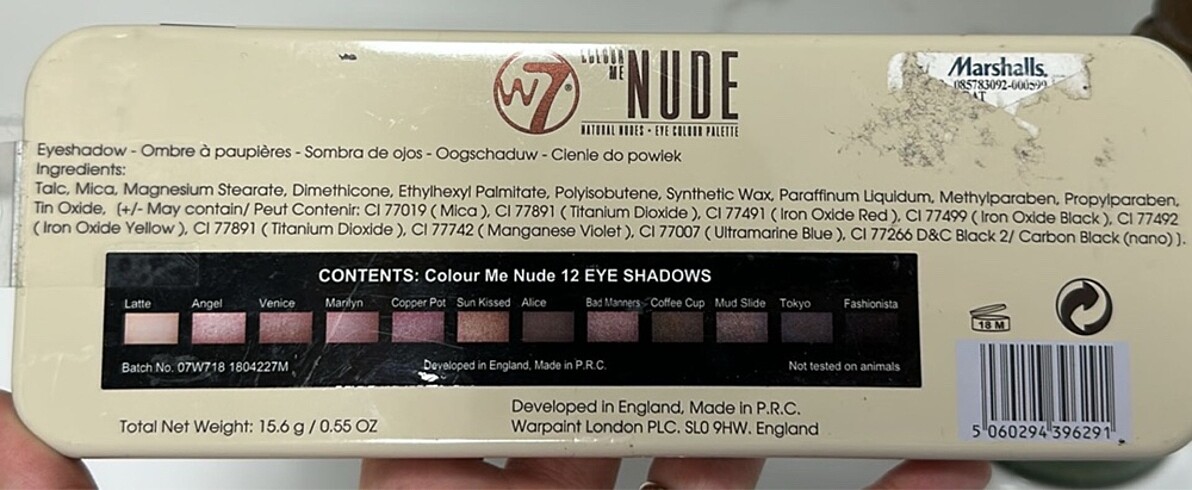 W7®
COLOUR
ME NUDE
NATURAL NUDES • EYE COLOUR PALETTE
Marshalls.
085783092-000599
Eyeshadow - Ombre à paupières - Sombra de ojos - Oogschaduw - Cienie do powiek
Ingredients:
Talc, Mica, Magnesium Stearate, Dimethicone, Ethylhexyl Palmitate, Polyisobutene, Synthetic Wax, Paraffinum Liquidum, Methylparaben, Propylparaben,
Tin Oxide, [+/- May contain/ Peut Contenir: CI 77019 ( Mica ), CI 77891 ( Titanium Dioxide ), CI 77491 ( Iron Oxide Red ), CI 77499 ( Iron Oxide Black ), CI 77492
( Iron Oxide Yellow ), CI 77891 ( Titanium Dioxide ), CI 77742 ( Manganese Violet ), CI 77007 ( Ultramarine Blue ), CI 77266 D&C Black 2/ Carbon Black (nano) ].
CONTENTS: Colour Me Nude 12 EYE SHADOWS
Latte Angel Venice Marilyn Copper Pot Sun Kissed Alice Bad Manners Coffee Cup Mud Slide Tokyo Fashionista
Batch No. 07W718 1804227M Developed in England, Made in P.R.C. Not tested on animals
18 M
Total Net Weight: 15.6 g / 0.55 OZ
Developed in England, Made in P.R.C.
Warpaint London PLC. SL0 9HW. England
5 060294 396291